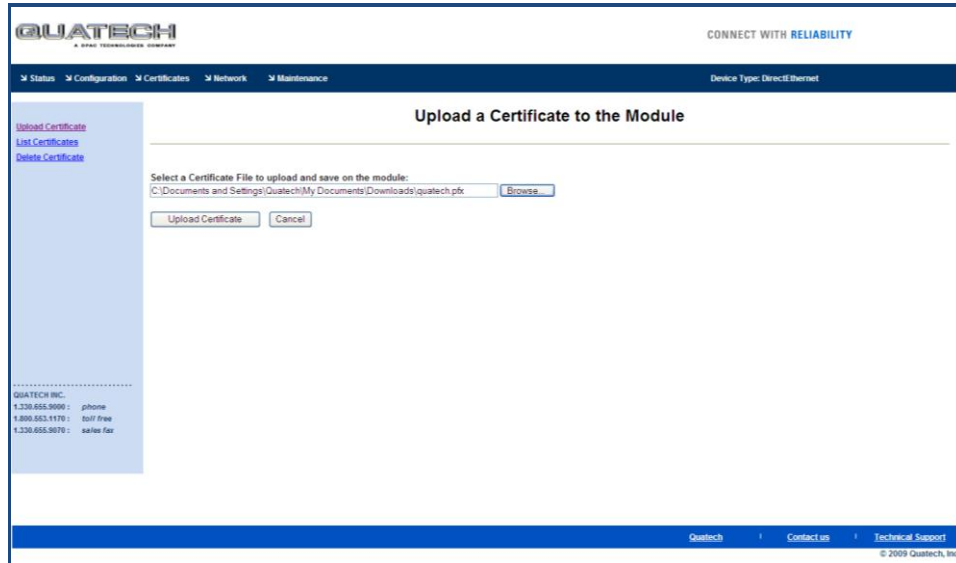 QUATECH
A DPAC TECHNOLOGIES COMPANY
CONNECT WITH RELIABILITY
Status Configuration Certificates Network Maintenance
Device Type: DirectEthernet
Upload Certificate
List Certificates
Delete Certificate
Upload a Certificate to the Module
Select a Certificate File to upload and save on the module:
C:\Documents and Settings\Quatech\My Documents\Downloads\quatech.pfx
Browse...
Upload Certificate
Cancel
QUATECH INC.
1.330.655.9000 : phone
1.800.553.1170 : toll free
1.330.655.9070 : sales fax
Quatech | Contact us | Technical Support
© 2009 Quatech, Inc